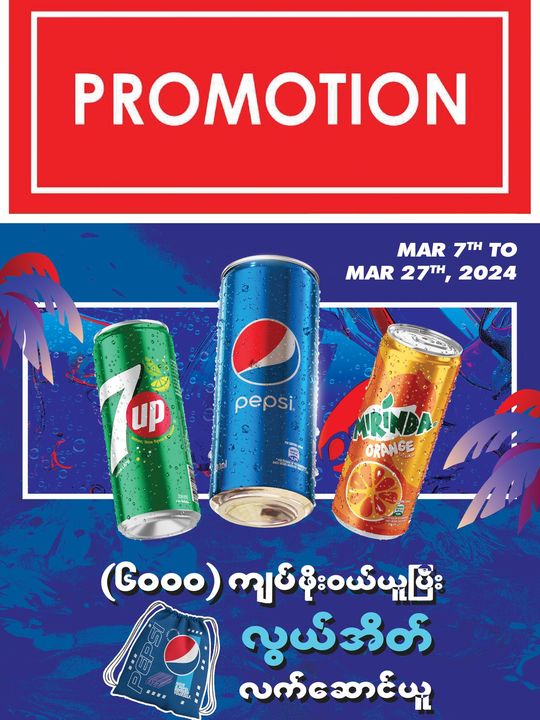 PROMOTION
MAR 7TH TO
MAR 27TH, 2024
7up
pepsi
MIRINDA
ORANGE
(၆၀၀၀) ကျပ်ဖိုးဝယ်ယူပြီး
လွယ်အိတ်
PEPSI
လက်ဆောင်ယူ